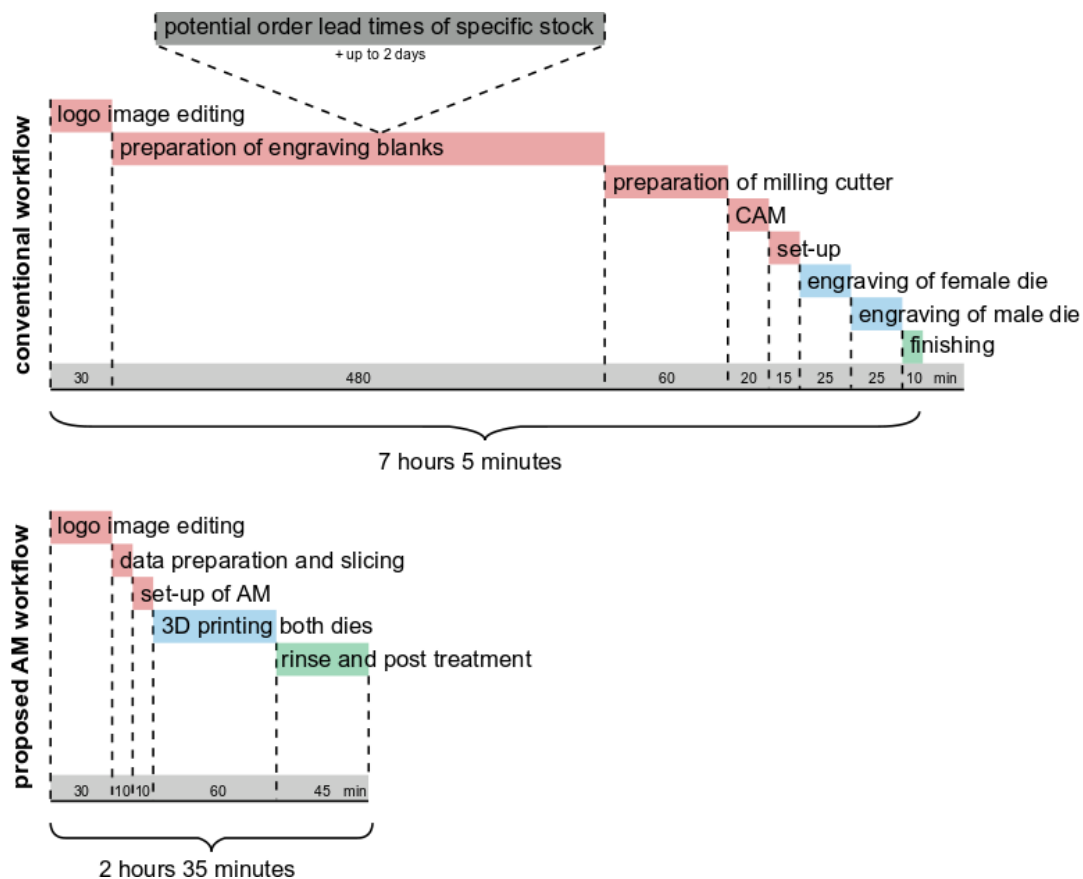 potential order lead times of specific stock
+ up to 2 days
conventional workflow
logo image editing
preparation of engraving blanks
preparation of milling cutter
CAM
set-up
engraving of female die
engraving of male die
finishing
30 480 60 20 15 25 25 10 min
7 hours 5 minutes
proposed AM workflow
logo image editing
data preparation and slicing
set-up of AM
3D printing both dies
rinse and post treatment
30 10 10 60 45 min
2 hours 35 minutes